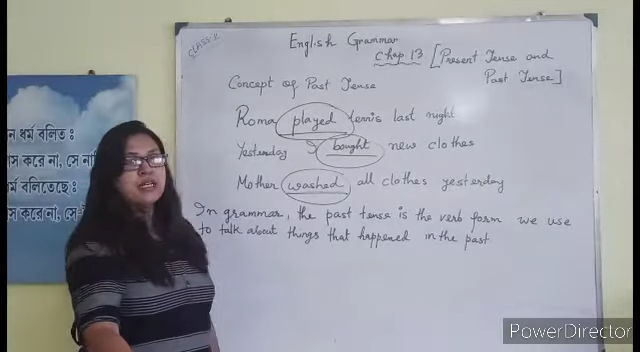 CLASS-IX
English Grammar
Chap 13 [Present Tense and
Past Tense]
Concept of Past Tense
Roma played tennis last night
Yesterday I bought new clothes
Mother washed all clothes yesterday
In grammar, the past tense is the verb form we use
to talk about things that happened in the past
ধর্ম বলিত :
করে না, সে
বলিতেছে :
করে না, সে
PowerDirector